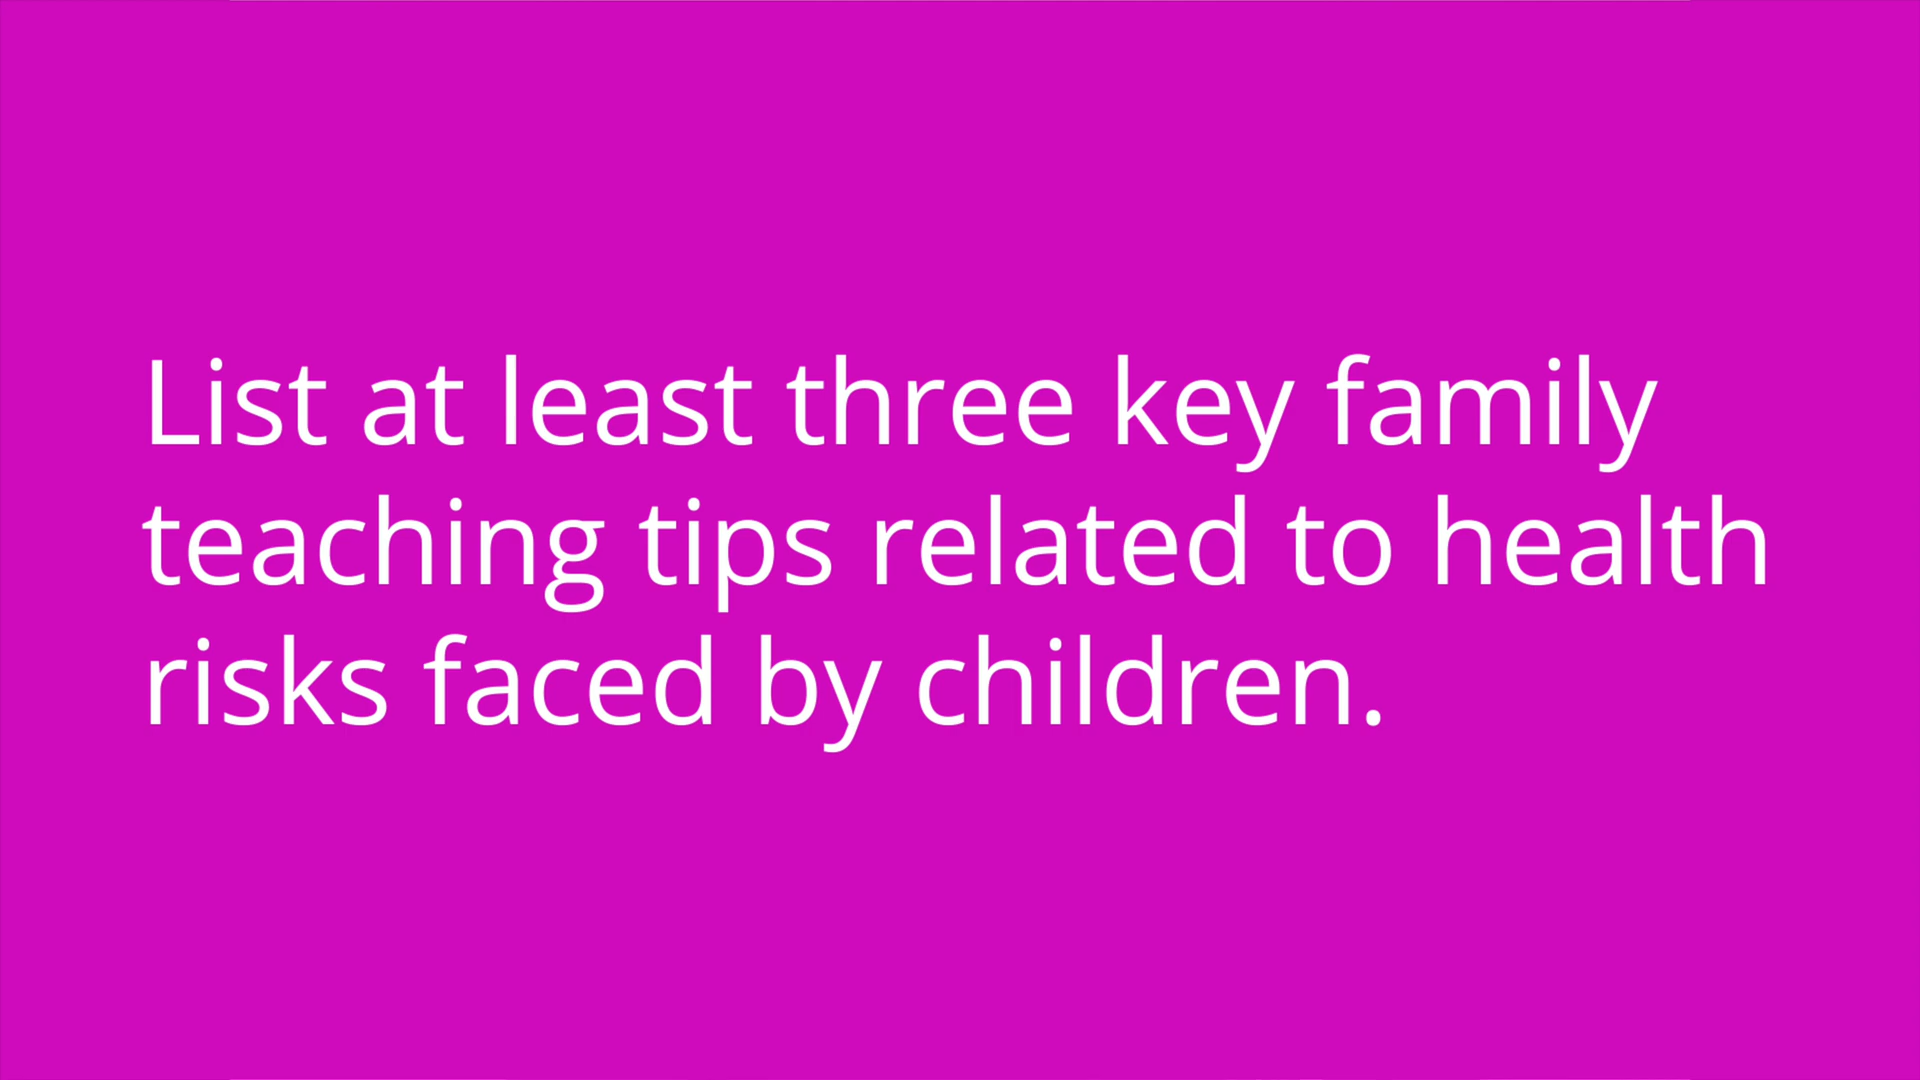 List at least three key family
teaching tips related to health
risks faced by children.